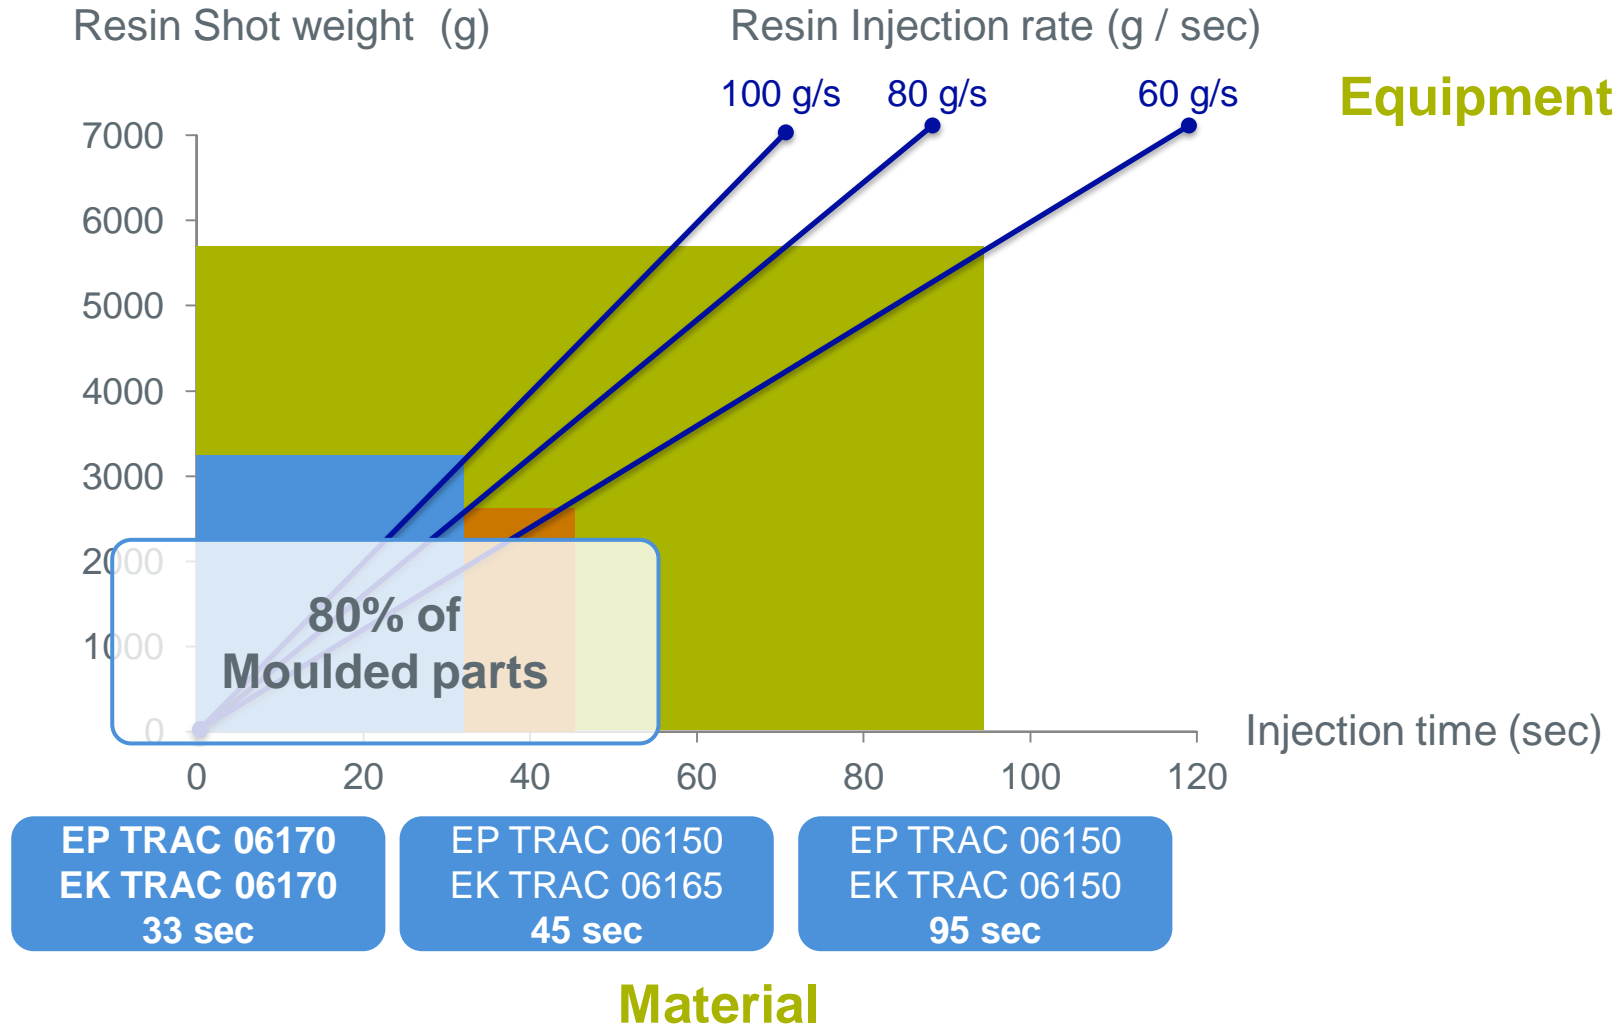 Resin Shot weight (g)
Resin Injection rate (g / sec)
100 g/s
80 g/s
60 g/s
Equipment
7000
6000
5000
4000
3000
2000
1000
0
80% of
Moulded parts
Injection time (sec)
0
20
40
60
80
100
120
EP TRAC 06170
EK TRAC 06170
33 sec
EP TRAC 06150
EK TRAC 06165
45 sec
EP TRAC 06150
EK TRAC 06150
95 sec
Material